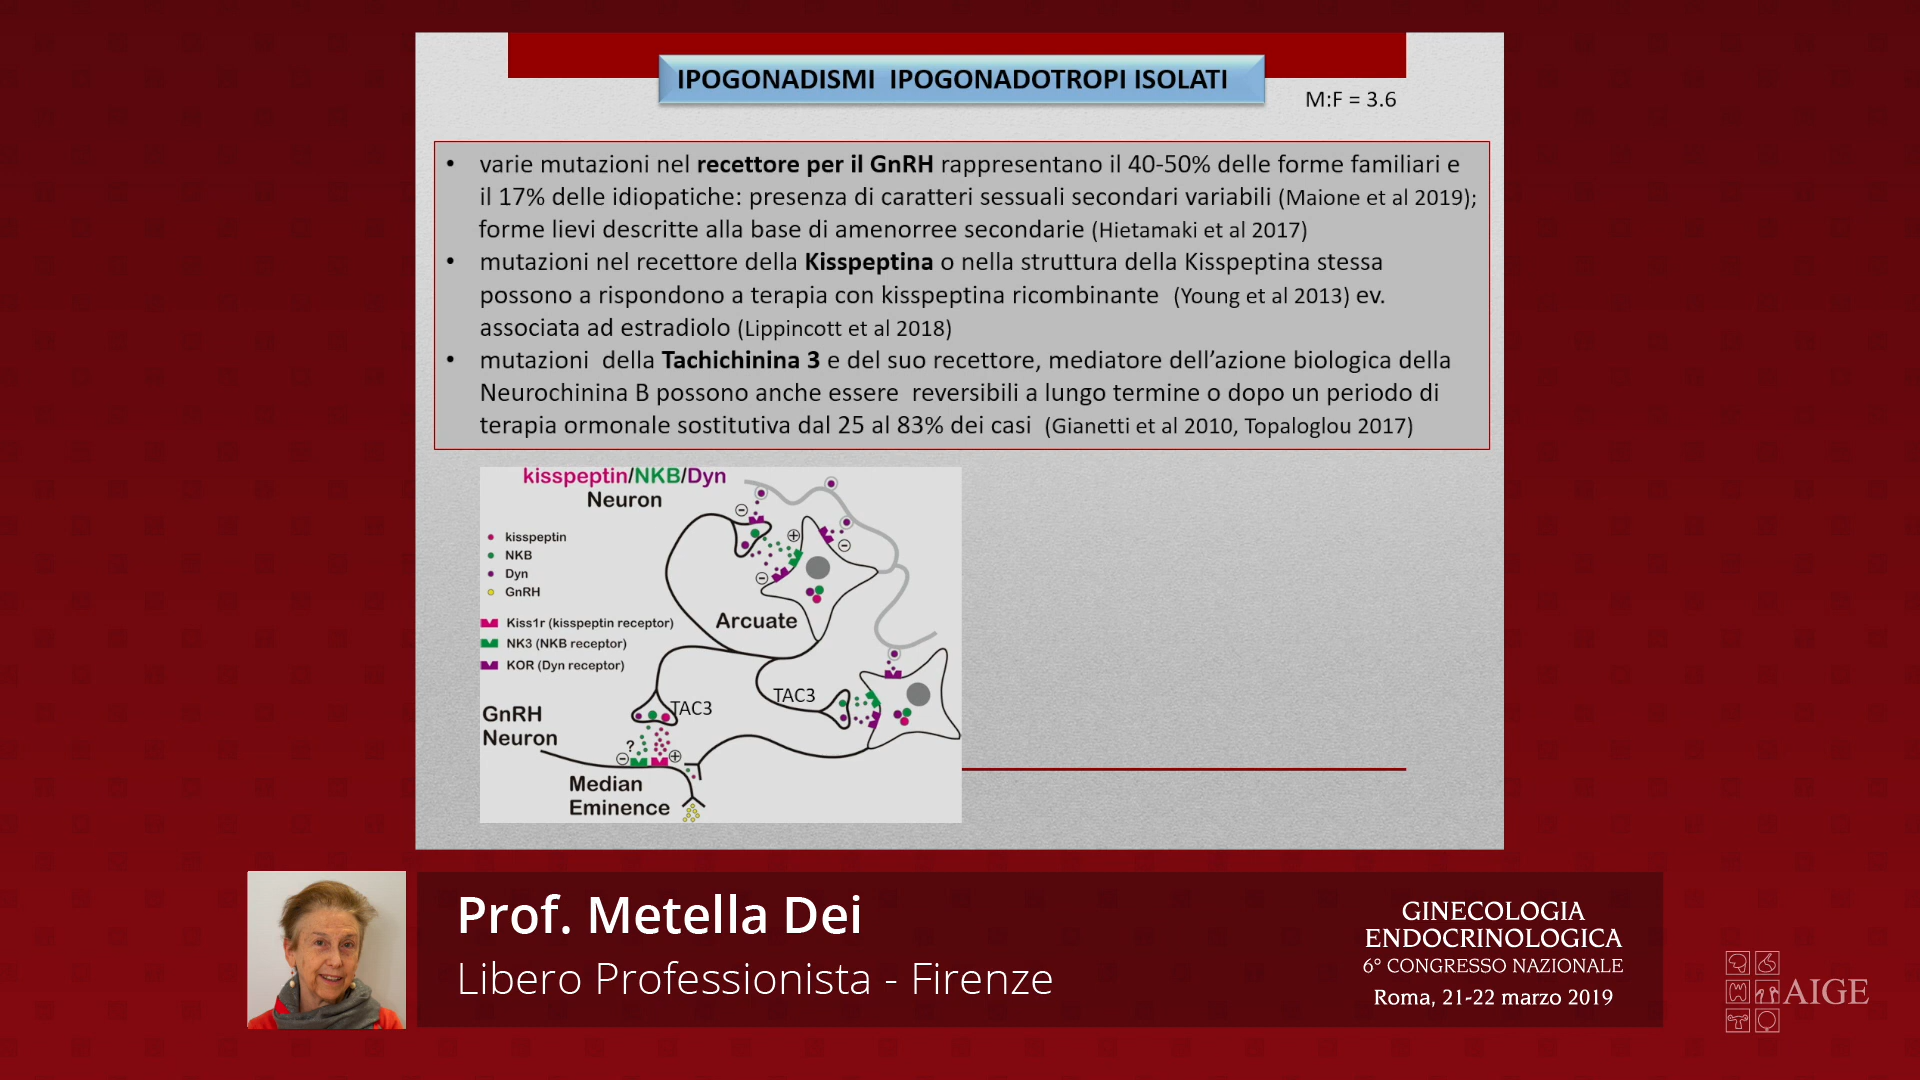 IPOGONADISMI IPOGONADOTROPI ISOLATI
M:F = 3.6
• varie mutazioni nel recettore per il GnRH rappresentano il 40-50% delle forme familiari e
il 17% delle idiopatiche: presenza di caratteri sessuali secondari variabili (Maione et al 2019);
forme lievi descritte alla base di amenorree secondarie (Hietamaki et al 2017)
• mutazioni nel recettore della Kisspeptina o nella struttura della Kisspeptina stessa
possono a rispondono a terapia con kisspeptina ricombinante (Young et al 2013) ev.
associata ad estradiolo (Lippincott et al 2018)
• mutazioni della Tachichinina 3 e del suo recettore, mediatore dell’azione biologica della
Neurochinina B possono anche essere reversibili a lungo termine o dopo un periodo di
terapia ormonale sostitutiva dal 25 al 83% dei casi (Gianetti et al 2010, Topaloglou 2017)
kisspeptin/NKB/Dyn
Neuron
kisspeptin
NKB
Dyn
GnRH
Kiss1r (kisspeptin receptor)
NK3 (NKB receptor)
KOR (Dyn receptor)
Arcuate
TAC3
TAC3
GnRH
Neuron
?
Median
Eminence
Prof. Metella Dei
Libero Professionista - Firenze
GINECOLOGIA
ENDOCRINOLOGICA
6° CONGRESSO NAZIONALE
Roma, 21-22 marzo 2019
AIGE